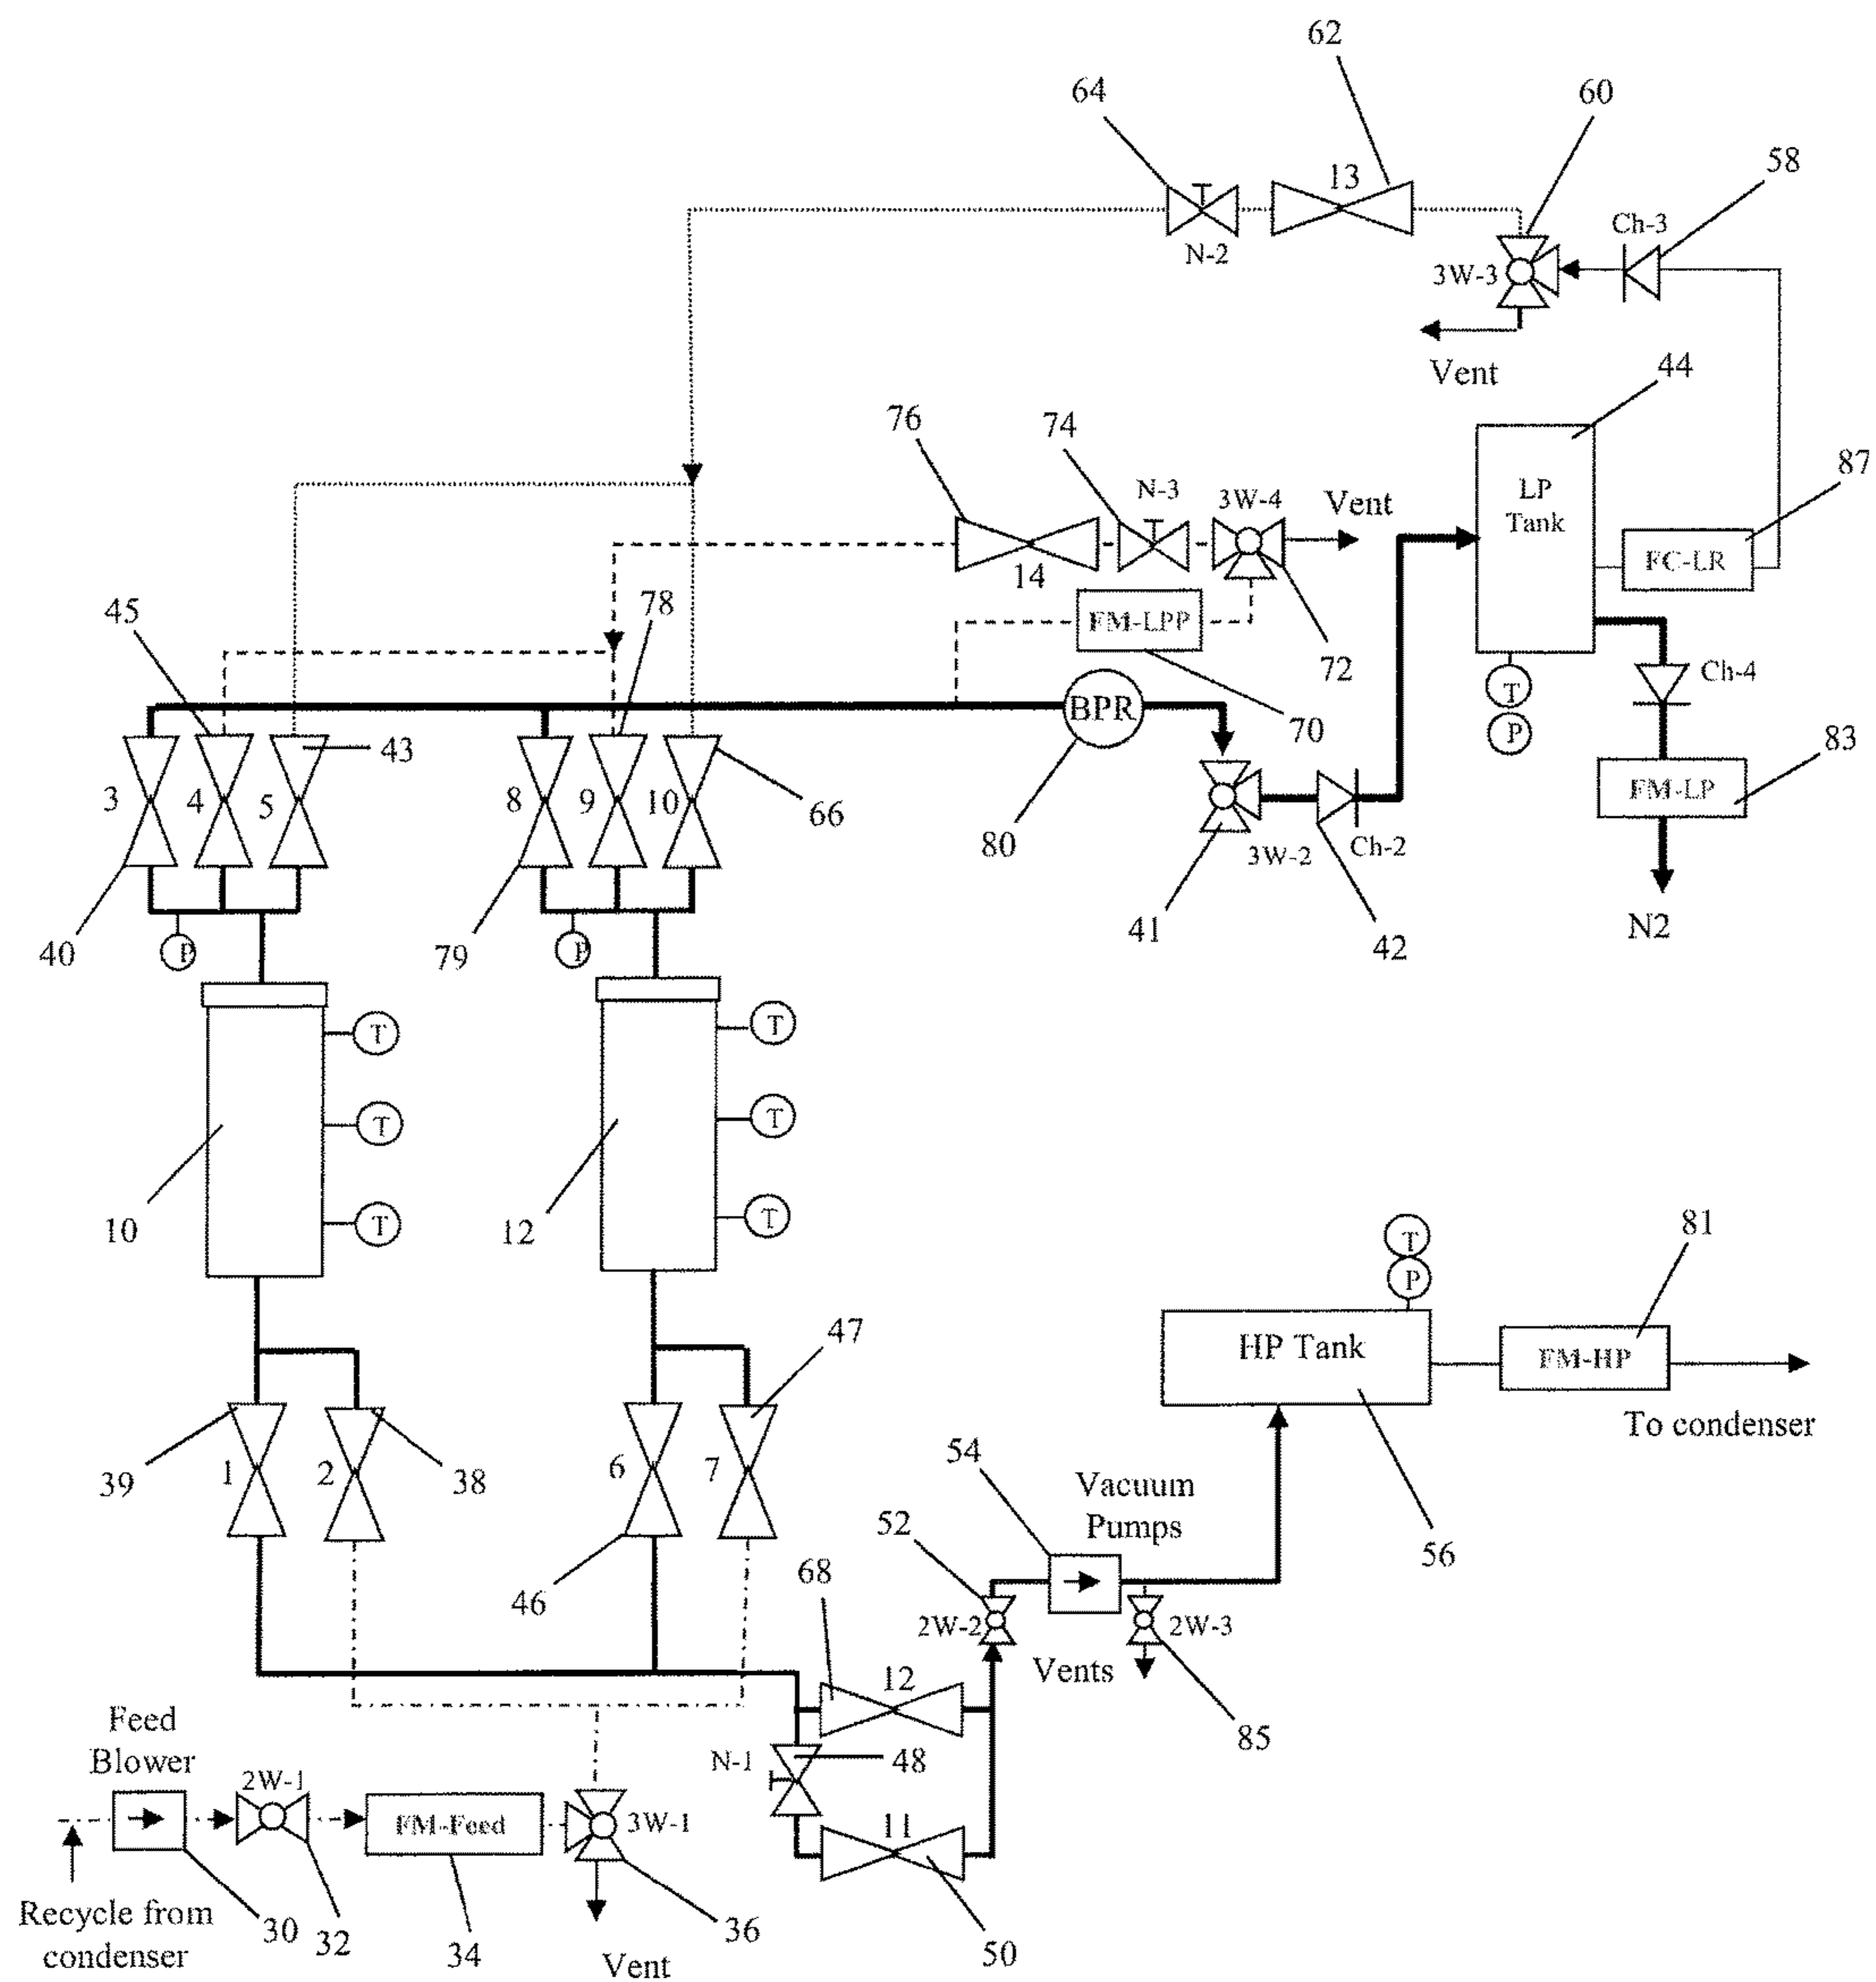 62
64
60
13
58
Ch-3
N-2
3W-3
Vent
44
76
74
N-3
3W-4
Vent
LP
Tank
87
14
FC-LR
45
78
FM-LPP
72
Ch-4
T
BPR
70
P
43
83
3
4
5
8
9
10
FM-LP
66
80
3W-2
Ch-2
40
P
79
P
41
42
N2
T
T
T
T
10
12
T
T
81
T
P
47
HP Tank
FM-HP
39
1
2
38
6
7
To condenser
54
Vacuum
Pumps
52
56
46
68
2W-2
2W-3
12
Vents
Feed
Blower
85
N-1
48
2W-1
FM-Feed
3W-1
11
Recycle from
condenser
30
32
34
36
50
Vent